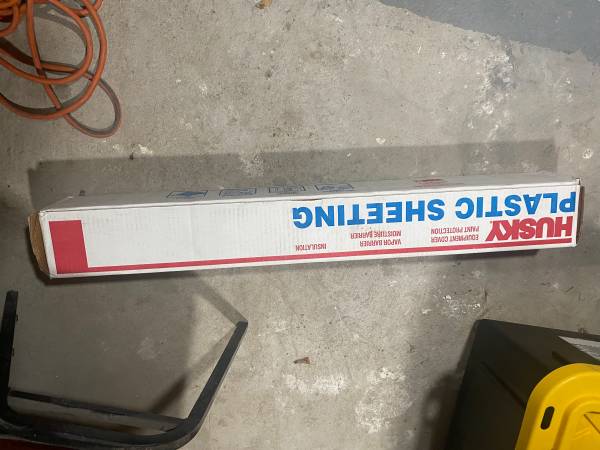 HUSKY
PLASTIC SHEETING
EQUIPMENT COVER
PAINT PROTECTION
VAPOR BARRIER
MOISTURE BARRIER
INSULATION